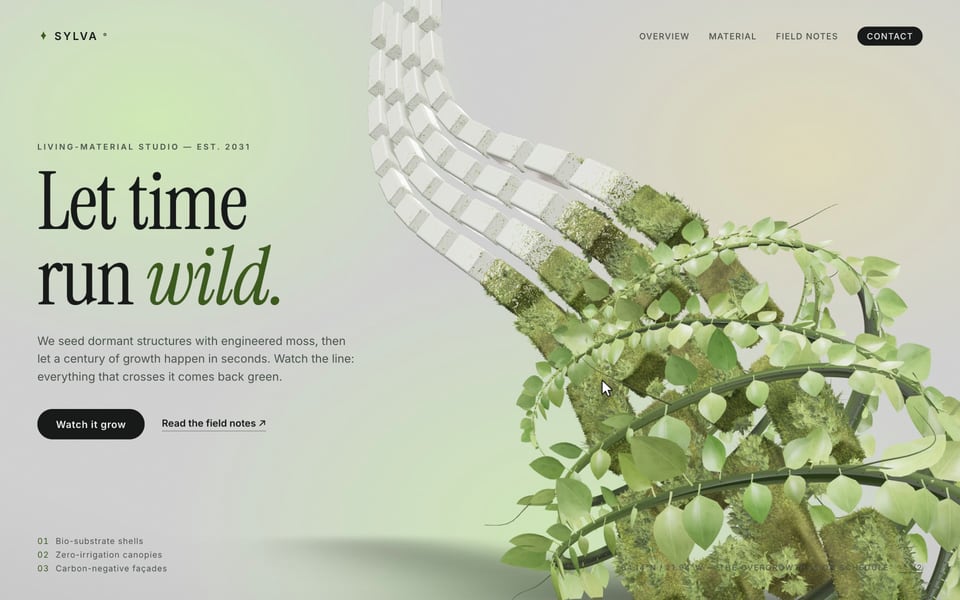 SYLVA °
OVERVIEW MATERIAL FIELD NOTES CONTACT
LIVING-MATERIAL STUDIO — EST. 2031
Let time
run wild.
We seed dormant structures with engineered moss, then
let a century of growth happen in seconds. Watch the line:
everything that crosses it comes back green.
Watch it grow Read the field notes ↗
01 Bio-substrate shells
02 Zero-irrigation canopies
03 Carbon-negative façades